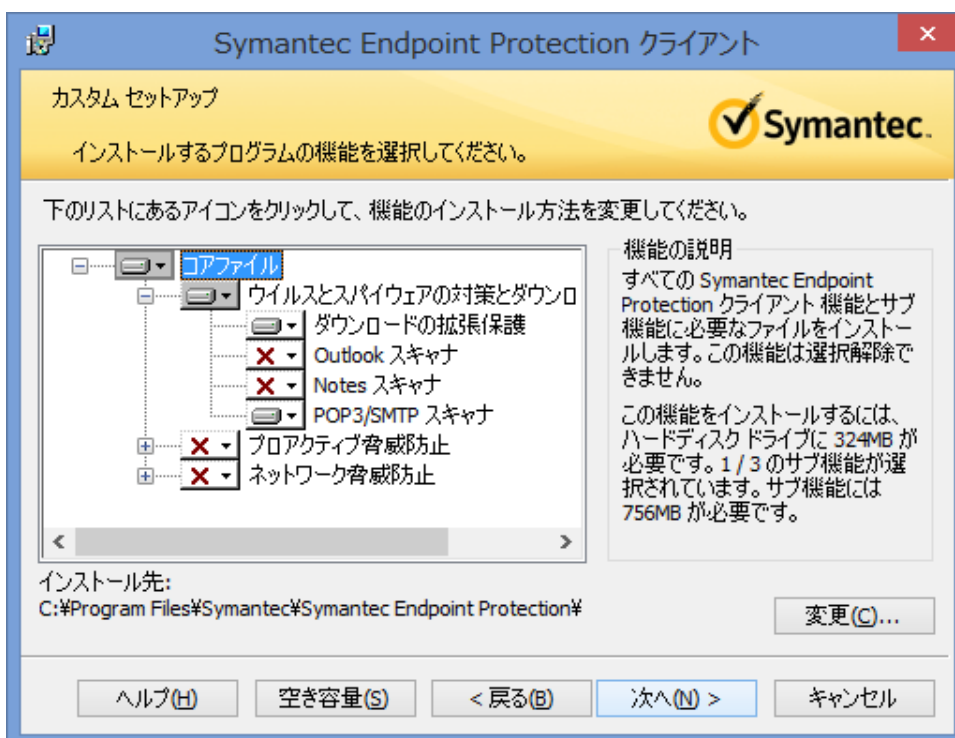 Symantec Endpoint Protection クライアント
カスタム セットアップ
インストールするプログラムの機能を選択してください。
Symantec.
下のリストにあるアイコンをクリックして、機能のインストール方法を変更してください。
コアファイル
ウイルスとスパイウェアの対策とダウンロ
ダウンロードの拡張保護
Outlook スキャナ
Notes スキャナ
POP3/SMTP スキャナ
プロアクティブ脅威防止
ネットワーク脅威防止
機能の説明
すべての Symantec Endpoint
Protection クライアント 機能とサブ
機能に必要なファイルをインストー
ルします。この機能は選択解除で
きません。
この機能をインストールするには、
ハードディスク ドライブに 324MB が
必要です。1 / 3 のサブ機能が選
択されています。サブ機能には
756MB が必要です。
インストール先:
C:¥Program Files¥Symantec¥Symantec Endpoint Protection¥
変更(C)...
ヘルプ(H)
空き容量(S)
< 戻る(B)
次へ(N) >
キャンセル